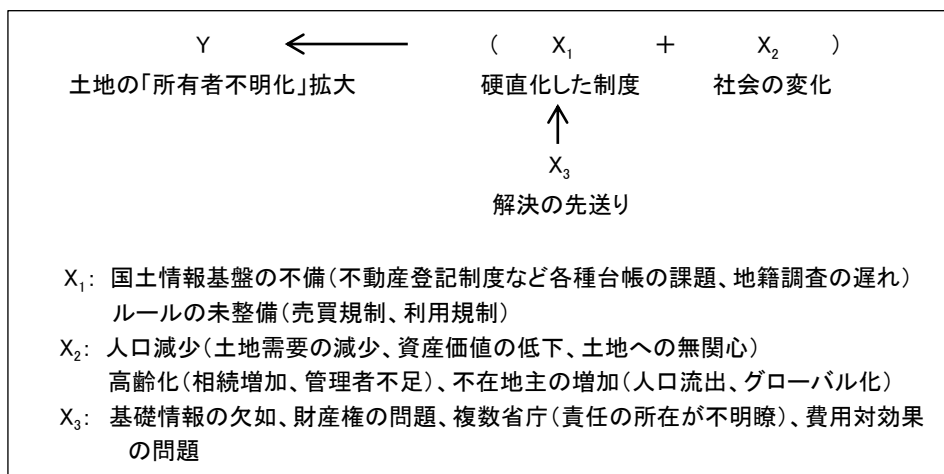 Y ( X₁ + X₂ )
土地の「所有者不明化」拡大 硬直化した制度 社会の変化
X₃
解決の先送り
X₁: 国土情報基盤の不備(不動産登記制度など各種台帳の課題、地籍調査の遅れ)
ルールの未整備(売買規制、利用規制)
X₂: 人口減少(土地需要の減少、資産価値の低下、土地への無関心)
高齢化(相続増加、管理者不足)、不在地主の増加(人口流出、グローバル化)
X₃: 基礎情報の欠如、財産権の問題、複数省庁(責任の所在が不明瞭)、費用対効果
の問題